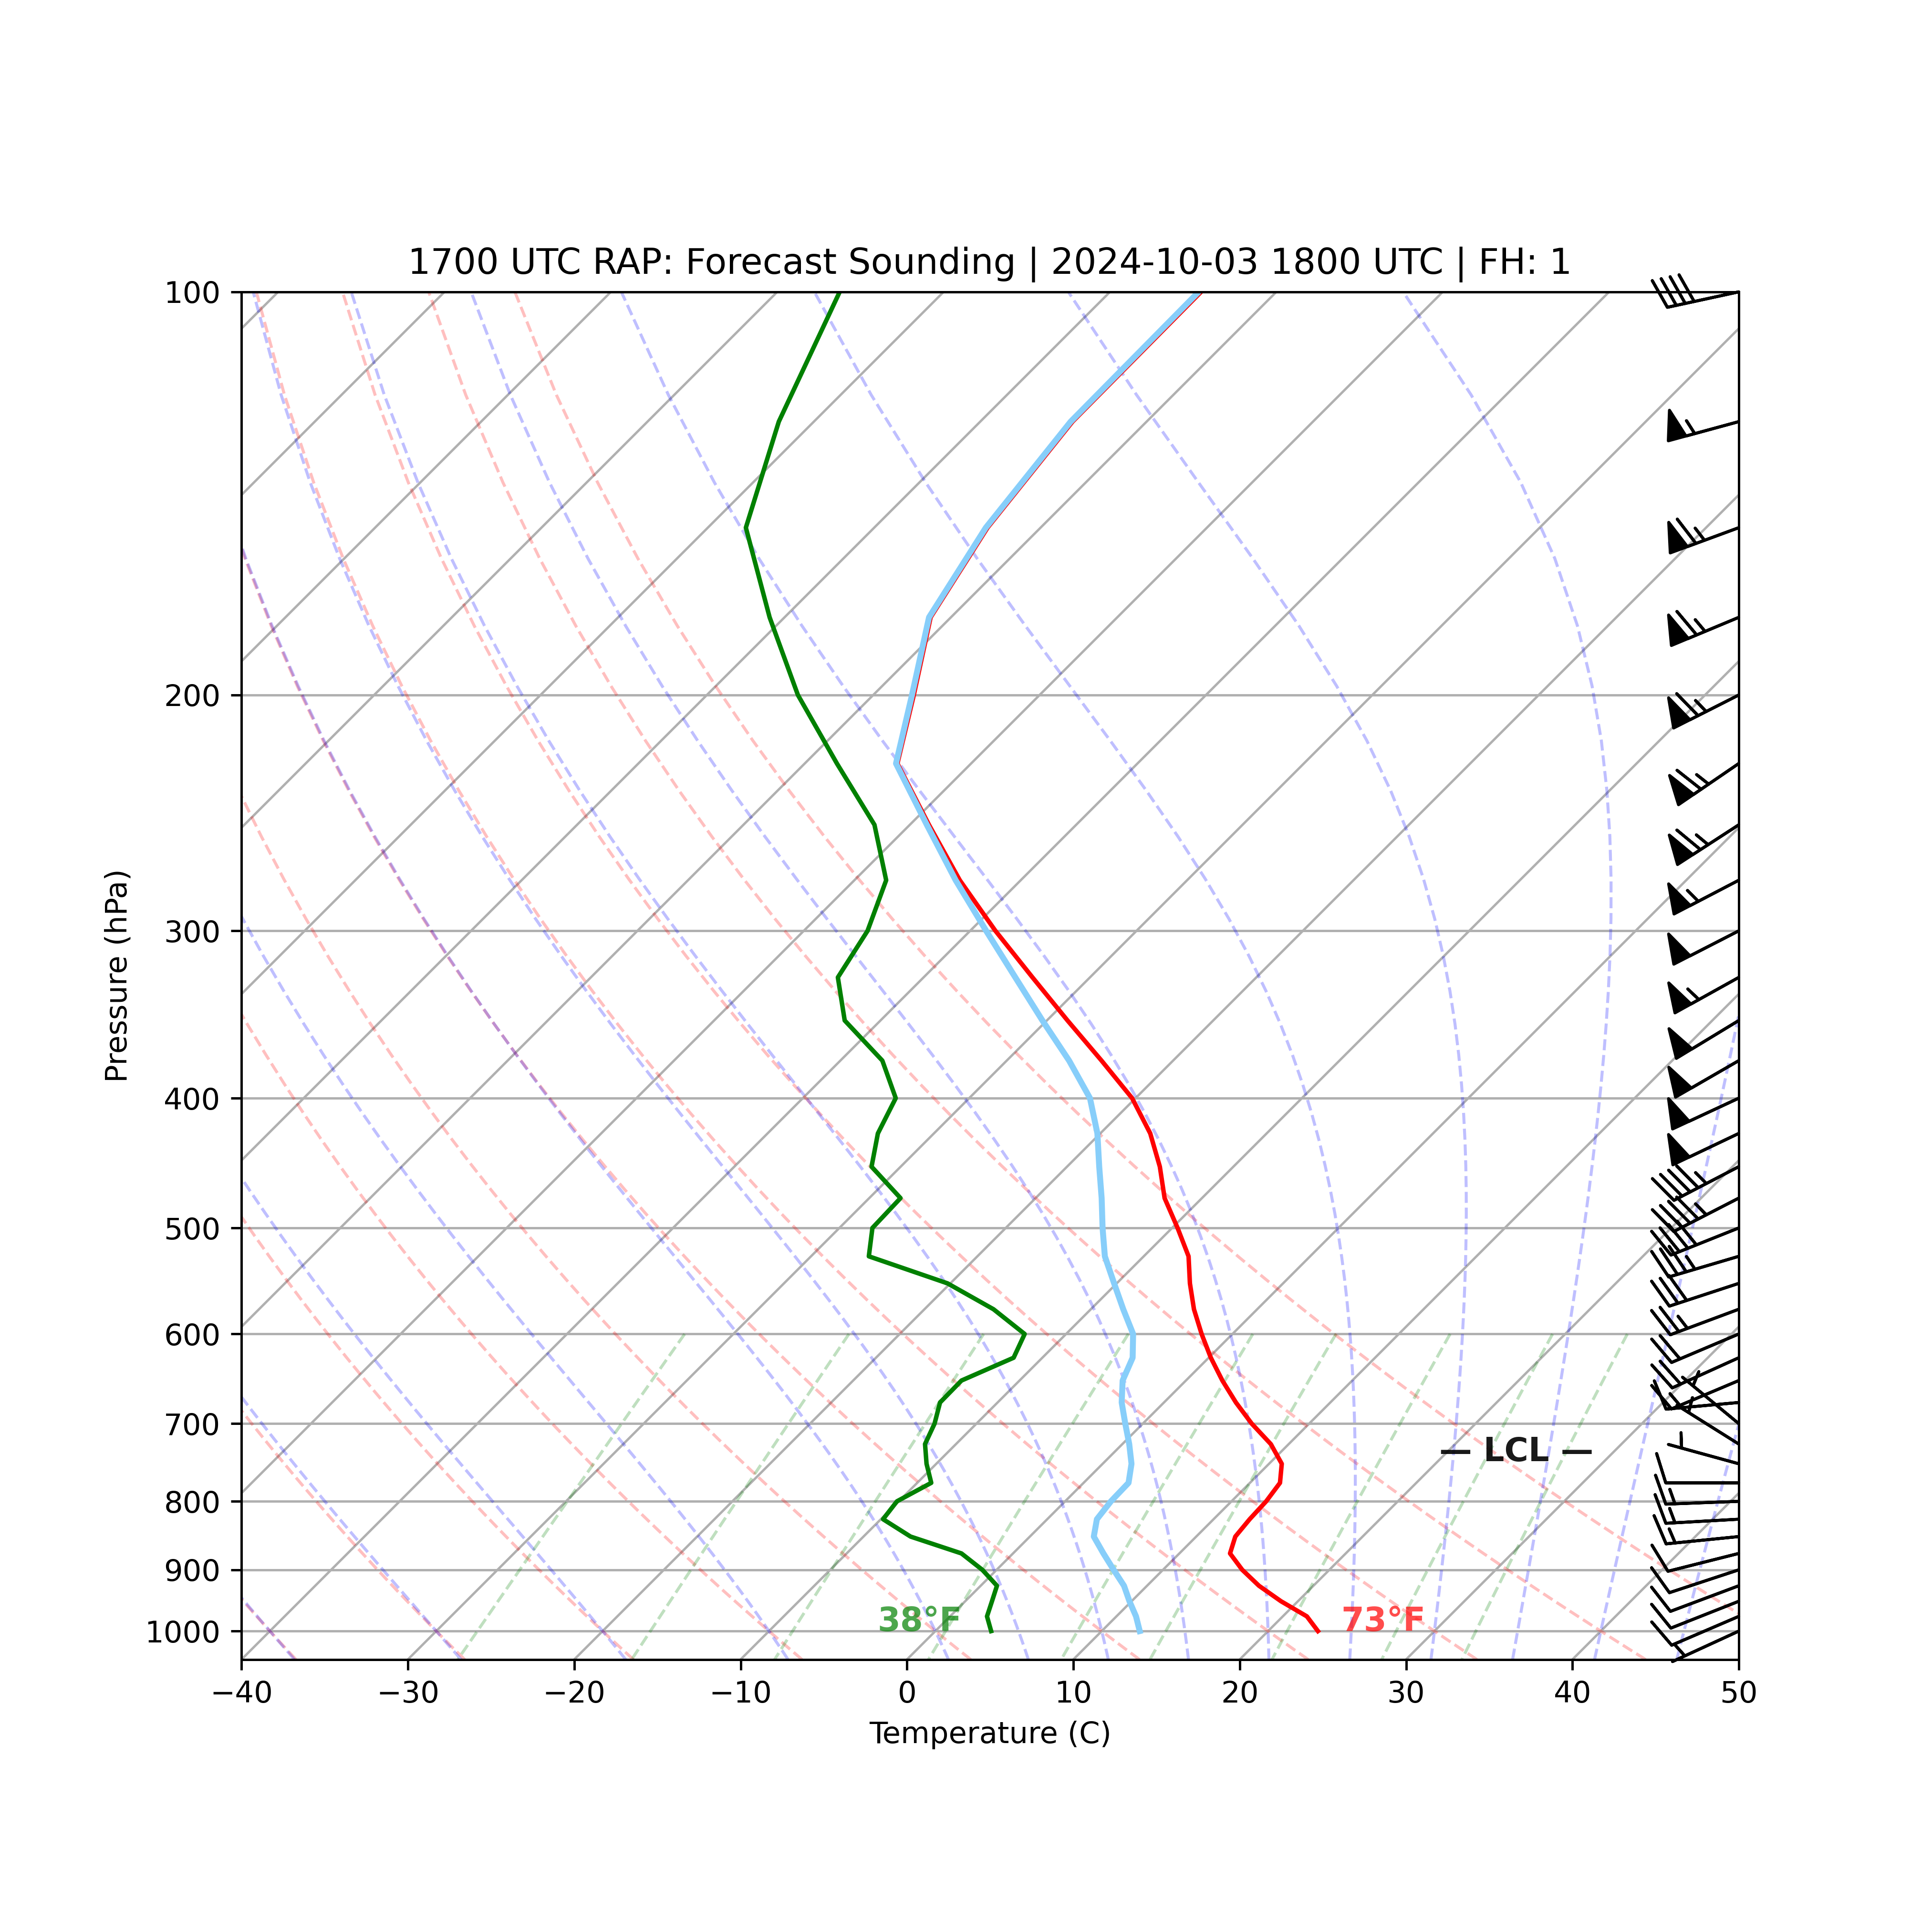 1700 UTC RAP: Forecast Sounding | 2024-10-03 1800 UTC | FH: 1
100
200
300
400
500
600
700
800
900
1000
Pressure (hPa)
— LCL —
38°F
73°F
−40 −30 −20 −10 0 10 20 30 40 50
Temperature (C)